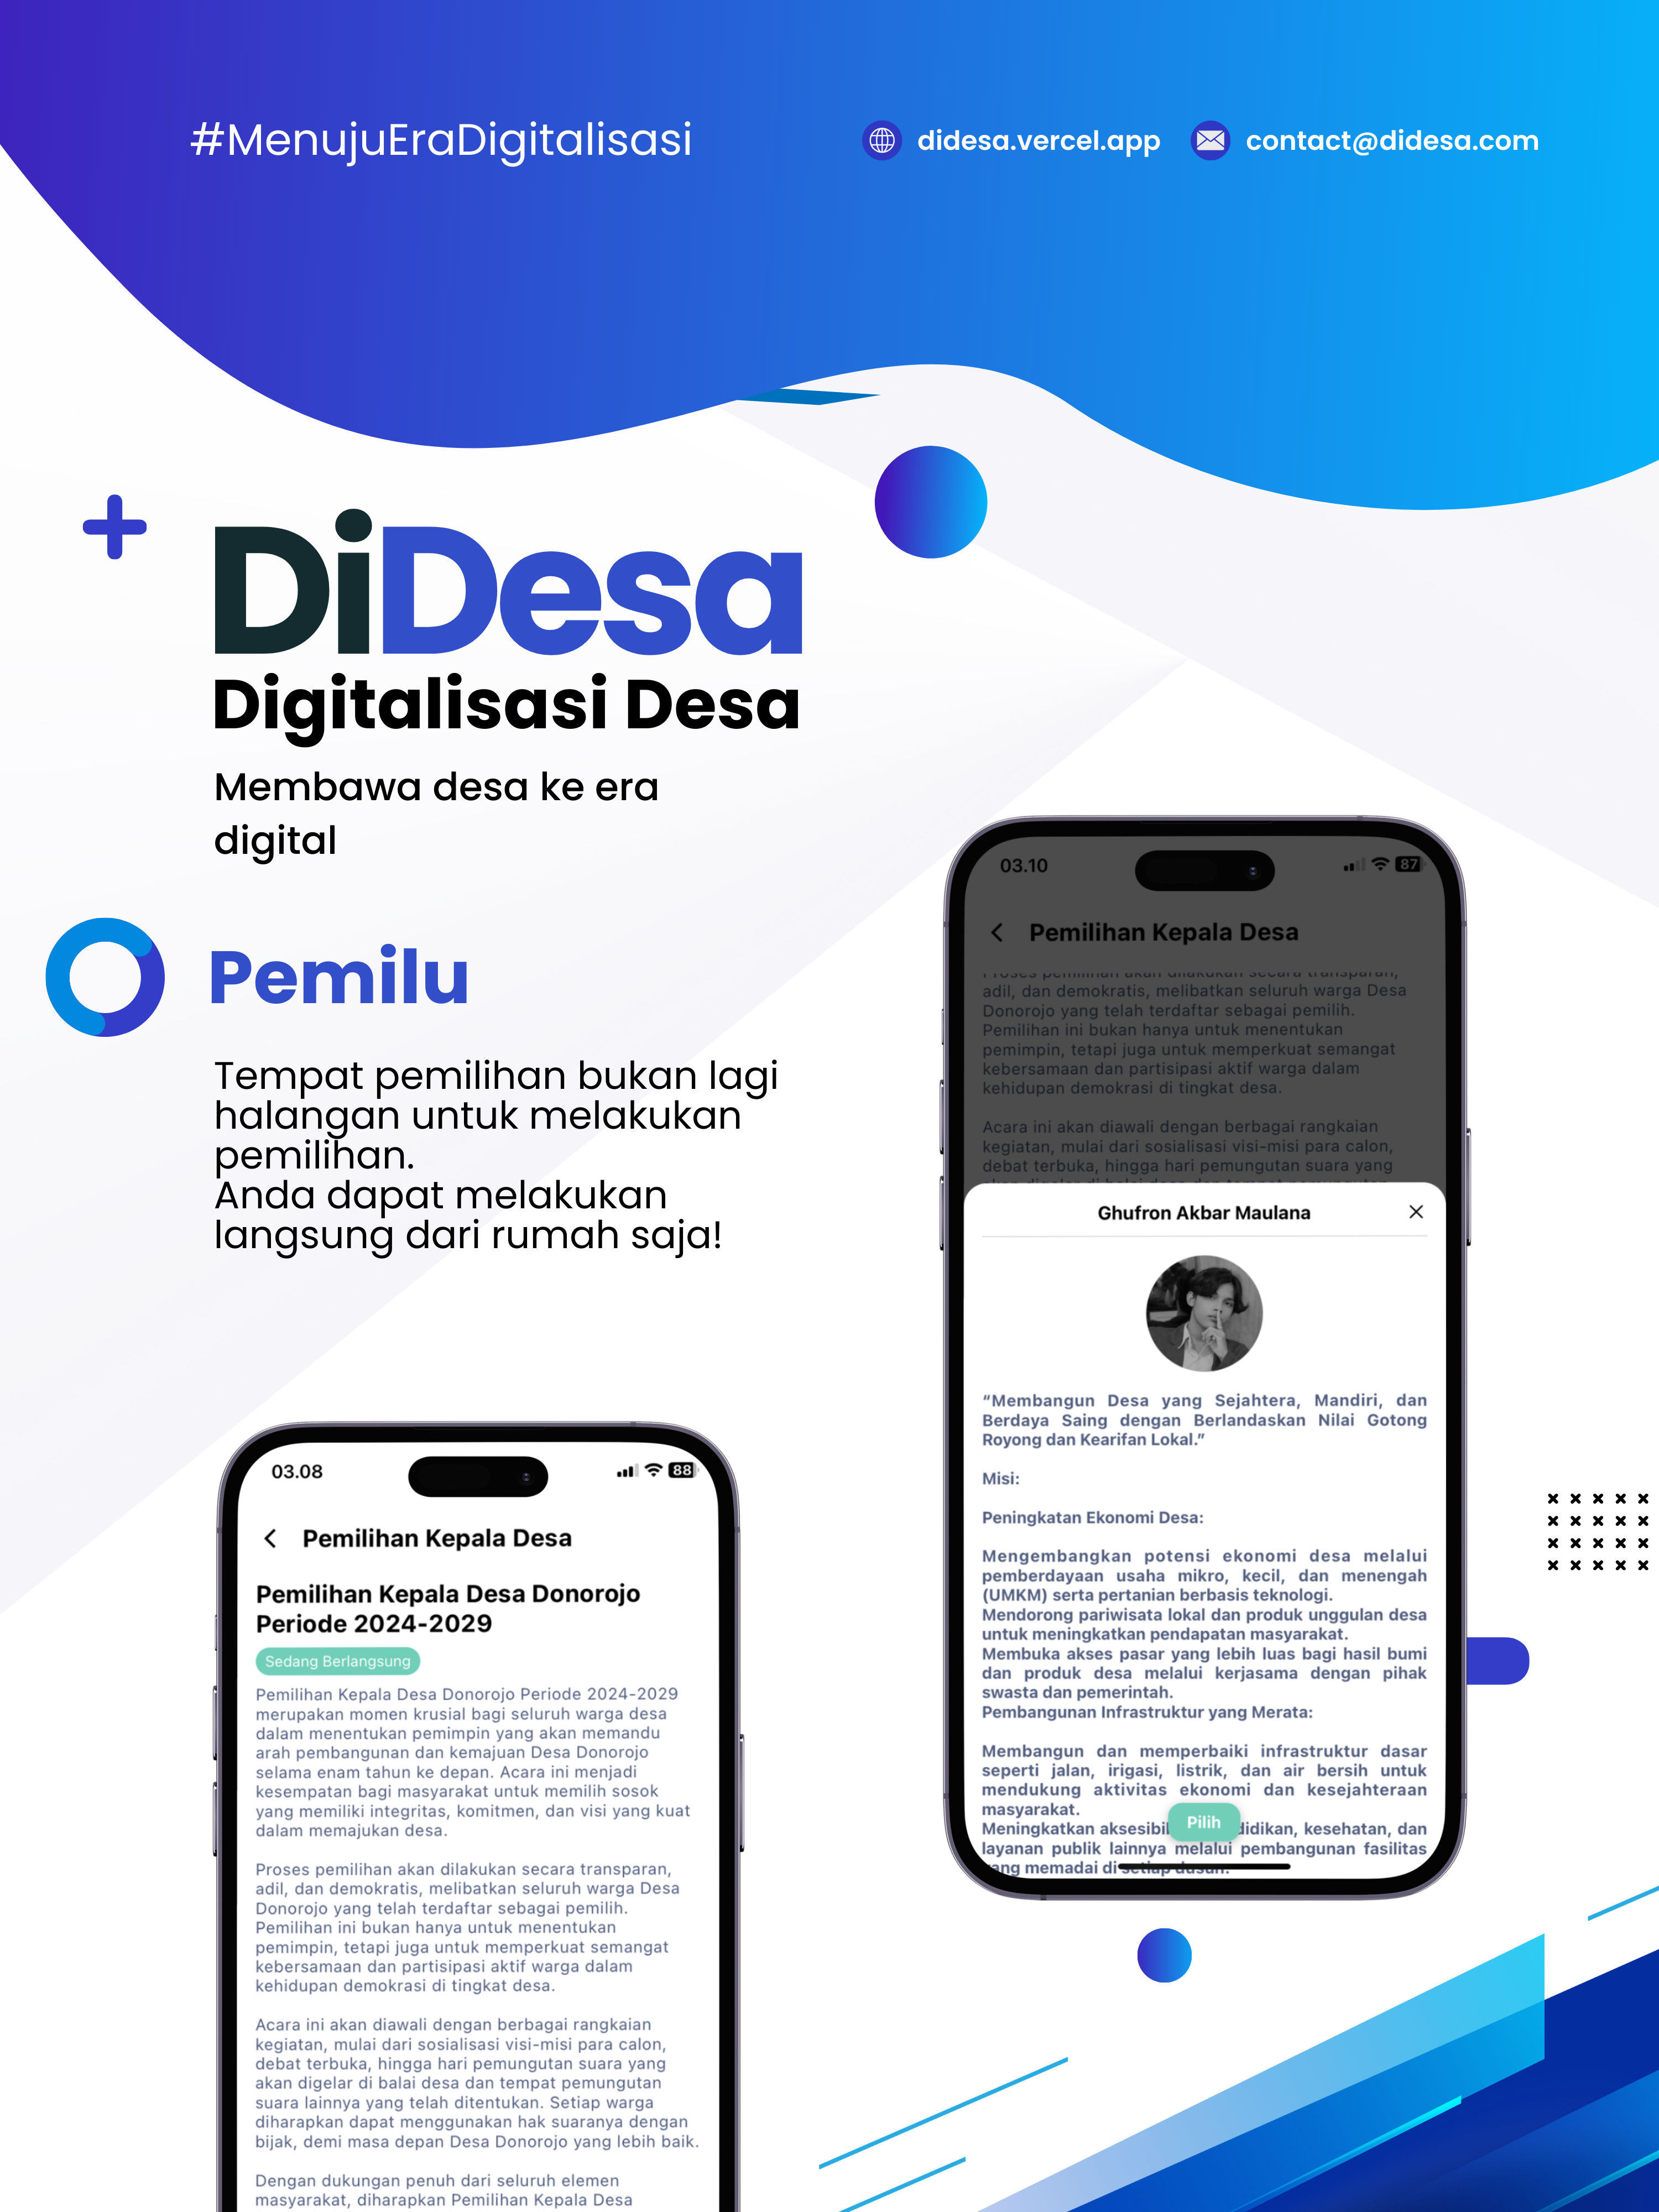 #MenujuEraDigitalisasi
didesa.vercel.app
contact@didesa.com
DiDesa
Digitalisasi Desa
Membawa desa ke era
digital
Pemilu
Tempat pemilihan bukan lagi
halangan untuk melakukan
pemilihan.
Anda dapat melakukan
langsung dari rumah saja!
03.10
87
Pemilihan Kepala Desa
Proses pemilihan akan dilakukan secara transparan,
adil, dan demokratis, melibatkan seluruh warga Desa
Donorojo yang telah terdaftar sebagai pemilih.
Pemilihan ini bukan hanya untuk menentukan
pemimpin, tetapi juga untuk memperkuat semangat
kebersamaan dan partisipasi aktif warga dalam
kehidupan demokrasi di tingkat desa.
Acara ini akan diawali dengan berbagai rangkaian
kegiatan, mulai dari sosialisasi visi-misi para calon,
debat terbuka, hingga hari pemungutan suara yang
Ghufron Akbar Maulana
“Membangun Desa yang Sejahtera, Mandiri, dan
Berdaya Saing dengan Berlandaskan Nilai Gotong
Royong dan Kearifan Lokal.”
Misi:
Peningkatan Ekonomi Desa:
Mengembangkan potensi ekonomi desa melalui
pemberdayaan usaha mikro, kecil, dan menengah
(UMKM) serta pertanian berbasis teknologi.
Mendorong pariwisata lokal dan produk unggulan desa
untuk meningkatkan pendapatan masyarakat.
Membuka akses pasar yang lebih luas bagi hasil bumi
dan produk desa melalui kerjasama dengan pihak
swasta dan pemerintah.
Pembangunan Infrastruktur yang Merata:
Membangun dan memperbaiki infrastruktur dasar
seperti jalan, irigasi, listrik, dan air bersih untuk
mendukung aktivitas ekonomi dan kesejahteraan
masyarakat.
Meningkatkan kesehatan, dan
layanan publik lainnya melalui pembangunan fasilitas
yang memadai di setiap dusun.
Pilih
03.08
88
Pemilihan Kepala Desa
Pemilihan Kepala Desa Donorojo
Periode 2024-2029
Sedang Berlangsung
Pemilihan Kepala Desa Donorojo Periode 2024-2029
merupakan momen krusial bagi seluruh warga desa
dalam menentukan pemimpin yang akan memandu
arah pembangunan dan kemajuan Desa Donorojo
selama enam tahun ke depan. Acara ini menjadi
kesempatan bagi masyarakat untuk memilih sosok
yang memiliki integritas, komitmen, dan visi yang kuat
dalam memajukan desa.
Proses pemilihan akan dilakukan secara transparan,
adil, dan demokratis, melibatkan seluruh warga Desa
Donorojo yang telah terdaftar sebagai pemilih.
Pemilihan ini bukan hanya untuk menentukan
pemimpin, tetapi juga untuk memperkuat semangat
kebersamaan dan partisipasi aktif warga dalam
kehidupan demokrasi di tingkat desa.
Acara ini akan diawali dengan berbagai rangkaian
kegiatan, mulai dari sosialisasi visi-misi para calon,
debat terbuka, hingga hari pemungutan suara yang
akan digelar di balai desa dan tempat pemungutan
suara lainnya yang telah ditentukan. Setiap warga
diharapkan dapat menggunakan hak suaranya dengan
bijak, demi masa depan Desa Donorojo yang lebih baik.
Dengan dukungan penuh dari seluruh elemen
masyarakat, diharapkan Pemilihan Kepala Desa